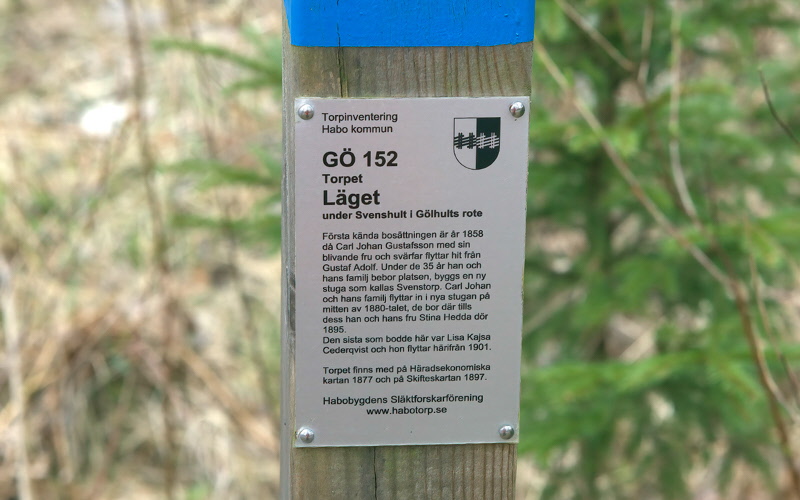 Torpinventering
Habo kommun
GÖ 152
Torpet
Läget
under Svenshult i Gölhults rote
Första kända bosättningen är år 1858
då Carl Johan Gustafsson med sin
blivande fru och svärfar flyttar hit från
Gustaf Adolf. Under de 35 år han och
hans familj bebor platsen, byggs en ny
stuga som kallas Svenstorp. Carl Johan
och hans familj flyttar in i nya stugan på
mitten av 1880-talet, de bor där tills
dess han och hans fru Stina Hedda dör
1895.
Den sista som bodde här var Lisa Kajsa
Cederqvist och hon flyttar härifrån 1901.
Torpet finns med på Häradsekonomiska
kartan 1877 och på Skifteskartan 1897.
Habobygdens Släktforskarförening
www.habotorp.se